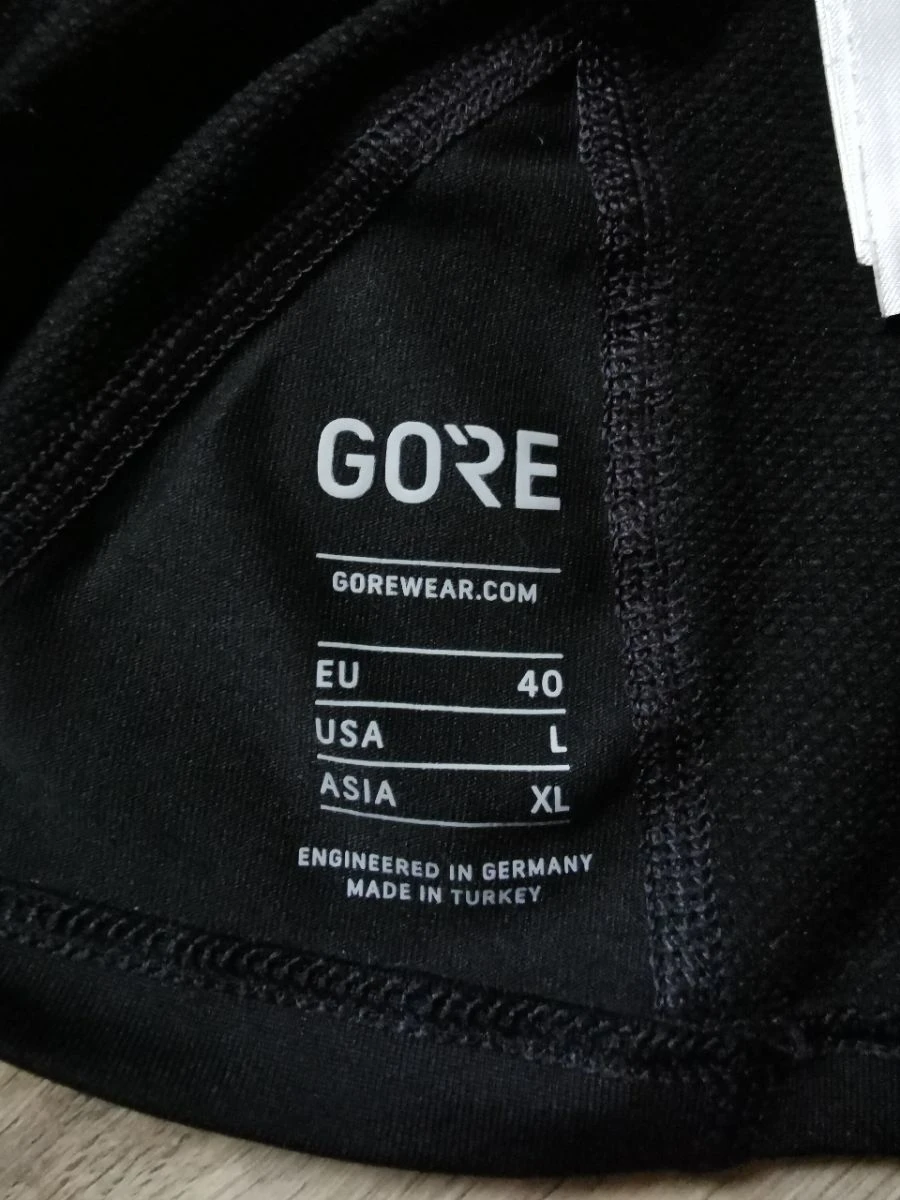 GORE
GOREWEAR.COM
EU 40
USA L
ASIA XL
ENGINEERED IN GERMANY
MADE IN TURKEY